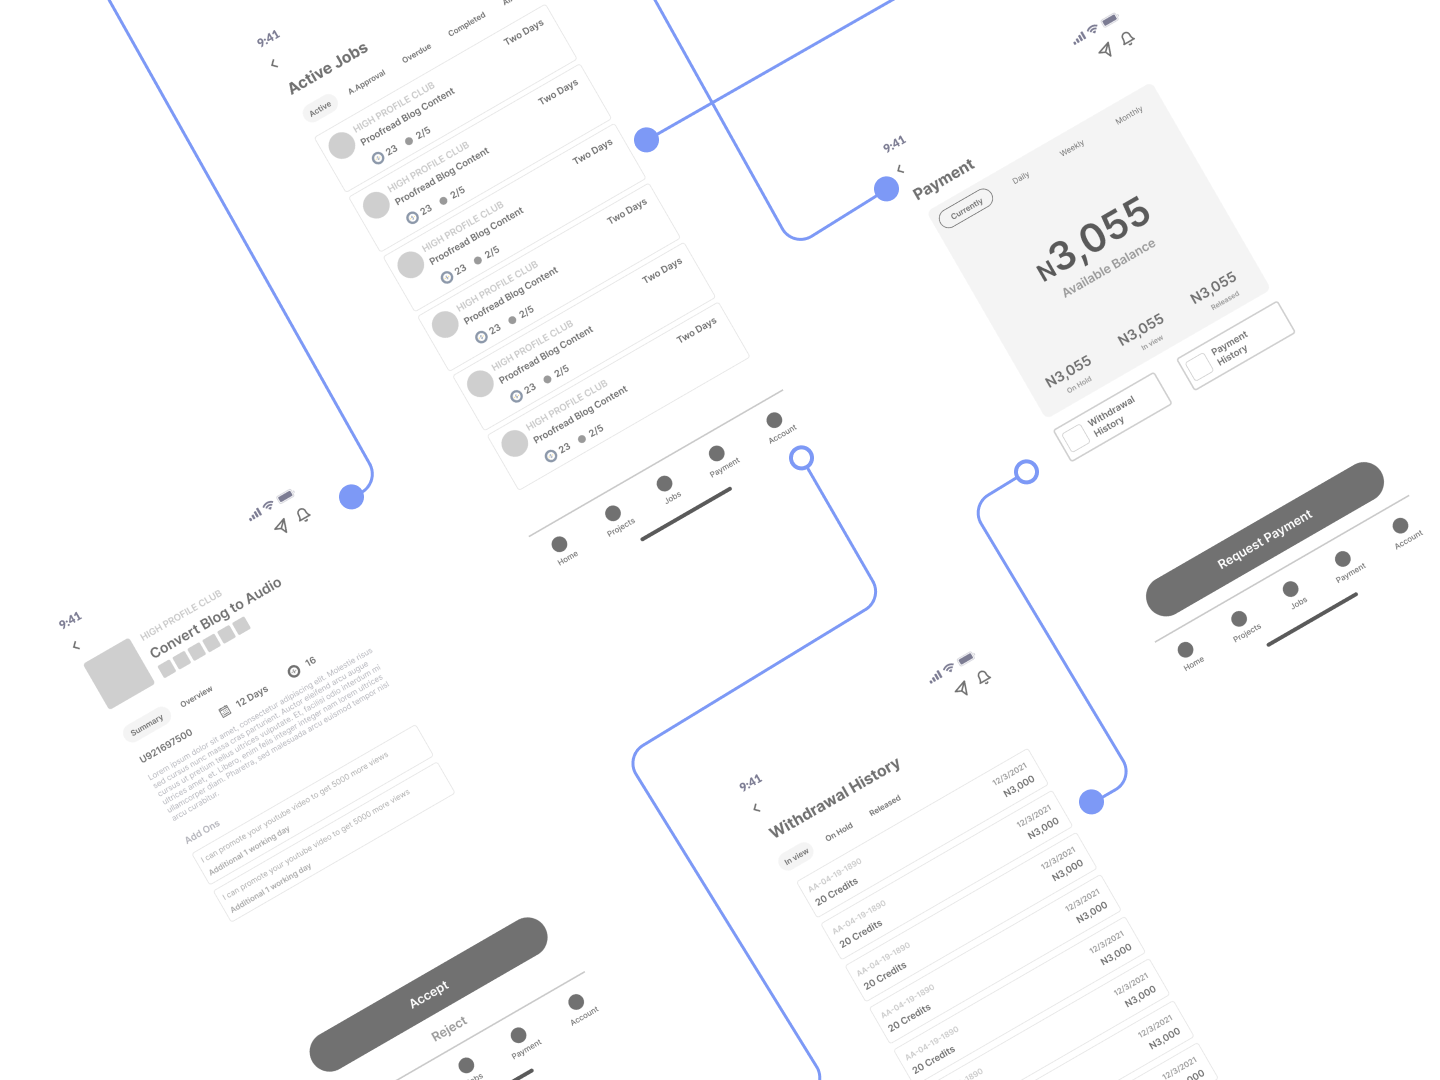 9:41
Active Jobs
Active
A.Approval
Overdue
Completed
HIGH PROFILE CLUB
Proofread Blog Content
23
2/5
Two Days
HIGH PROFILE CLUB
Proofread Blog Content
23
2/5
Two Days
HIGH PROFILE CLUB
Proofread Blog Content
23
2/5
Two Days
HIGH PROFILE CLUB
Proofread Blog Content
23
2/5
Two Days
HIGH PROFILE CLUB
Proofread Blog Content
23
2/5
Two Days
HIGH PROFILE CLUB
Proofread Blog Content
23
2/5
Two Days
Home
Projects
Jobs
Payment
Account
9:41
Payment
Currently
Daily
Weekly
Monthly
N3,055
Available Balance
N3,055
On Hold
N3,055
In view
N3,055
Released
Withdrawal
History
Payment
History
Request Payment
Home
Projects
Jobs
Payment
Account
9:41
HIGH PROFILE CLUB
Convert Blog to Audio
Summary
Overview
U921697500
12 Days
16
Lorem ipsum dolor sit amet, consectetur adipiscing elit. Molestie risus
sed cursus nunc massa cras parturient. Auctor eleifend arcu augue
cursus ut pretium tellus ultrices vulputate. Et, facilisi odio interdum mi
ultrices amet, et. Libero, enim felis integer integer nam lorem ultrices
ullamcorper diam. Pharetra, sed malesuada arcu euismod tempor nisl
arcu curabitur.
Add Ons
I can promote your youtube video to get 5000 more views
Additional 1 working day
I can promote your youtube video to get 5000 more views
Additional 1 working day
Accept
Reject
Payment
Account
9:41
Withdrawal History
In view
On Hold
Released
AA-04-19-1890
20 Credits
12/3/2021
N3,000
AA-04-19-1890
20 Credits
12/3/2021
N3,000
AA-04-19-1890
20 Credits
12/3/2021
N3,000
AA-04-19-1890
20 Credits
12/3/2021
N3,000
AA-04-19-1890
20 Credits
12/3/2021
N3,000
12/3/2021
N3,000
12/3/2021
N3,000
12/3/2021